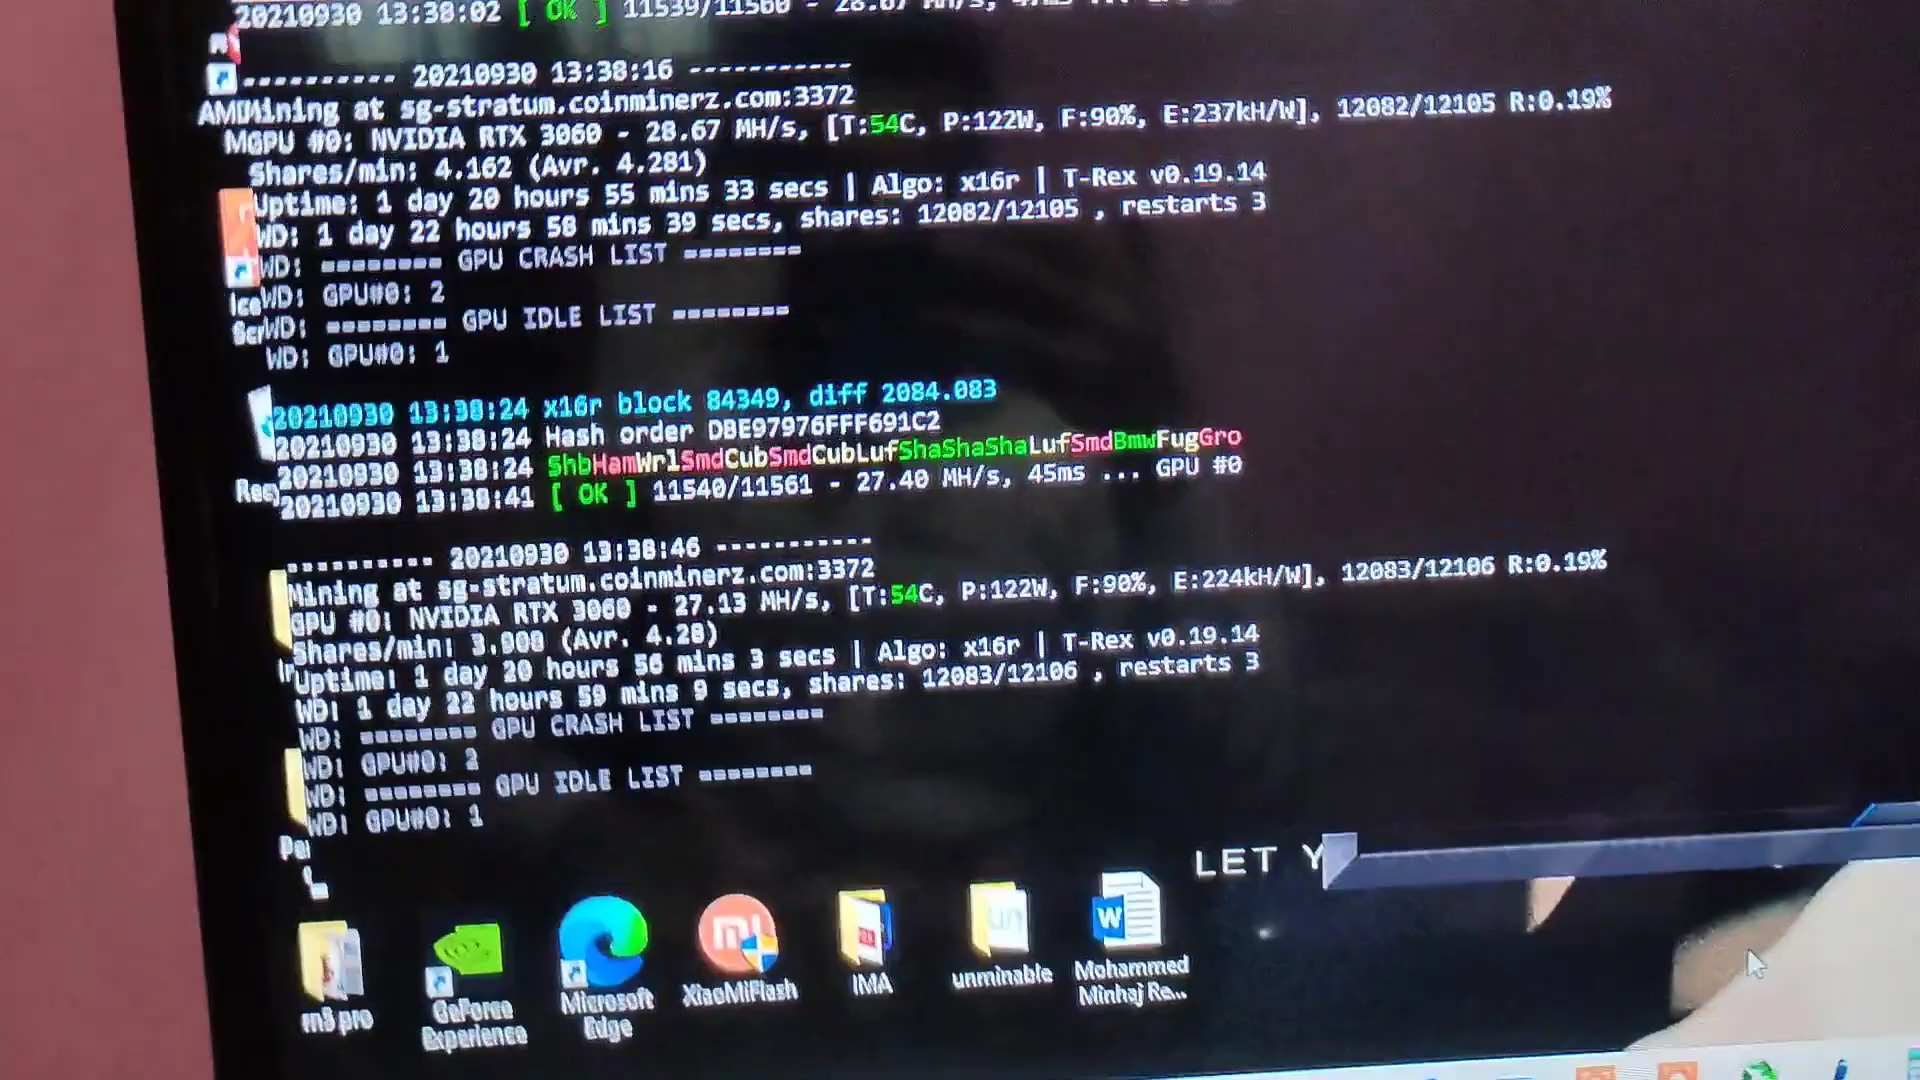 20210930 13:38:02 [ OK ] 11539/11560 - 28.67 MH/s,
---------- 20210930 13:38:16 -----------
Mining at sg-stratum.coinminerz.com:3372
GPU #0: NVIDIA RTX 3060 - 28.67 MH/s, [T:54C, P:122W, F:90%, E:237kH/W], 12082/12105 R:0.19%
Shares/min: 4.162 (Avr. 4.281)
Uptime: 1 day 20 hours 55 mins 33 secs | Algo: x16r | T-Rex v0.19.14
WD: 1 day 22 hours 58 mins 39 secs, shares: 12082/12105 , restarts 3
WD: ======== GPU CRASH LIST ========
WD: GPU#0: 2
WD: ======== GPU IDLE LIST ========
WD: GPU#0: 1
20210930 13:38:24 x16r block 84349, diff 2084.083
20210930 13:38:24 Hash order DBE97976FFF691C2
20210930 13:38:24 ShbHamWrlSmdCubSmdCubLufShaShaShaLufSmdBmwFugGro
20210930 13:38:41 [ OK ] 11540/11561 - 27.40 MH/s, 45ms ... GPU #0
---------- 20210930 13:38:46 -----------
Mining at sg-stratum.coinminerz.com:3372
GPU #0: NVIDIA RTX 3060 - 27.13 MH/s, [T:54C, P:122W, F:90%, E:224kH/W], 12083/12106 R:0.19%
Shares/min: 3.908 (Avr. 4.28)
Uptime: 1 day 20 hours 56 mins 3 secs | Algo: x16r | T-Rex v0.19.14
WD: 1 day 22 hours 59 mins 9 secs, shares: 12083/12106 , restarts 3
WD: ======== GPU CRASH LIST ========
WD: GPU#0: 2
WD: ======== GPU IDLE LIST ========
WD: GPU#0: 1
LET Y
GeForce Experience
Microsoft Edge
XiaoMiFlash
IMA
unminable
Mohammed Minhaj Re...